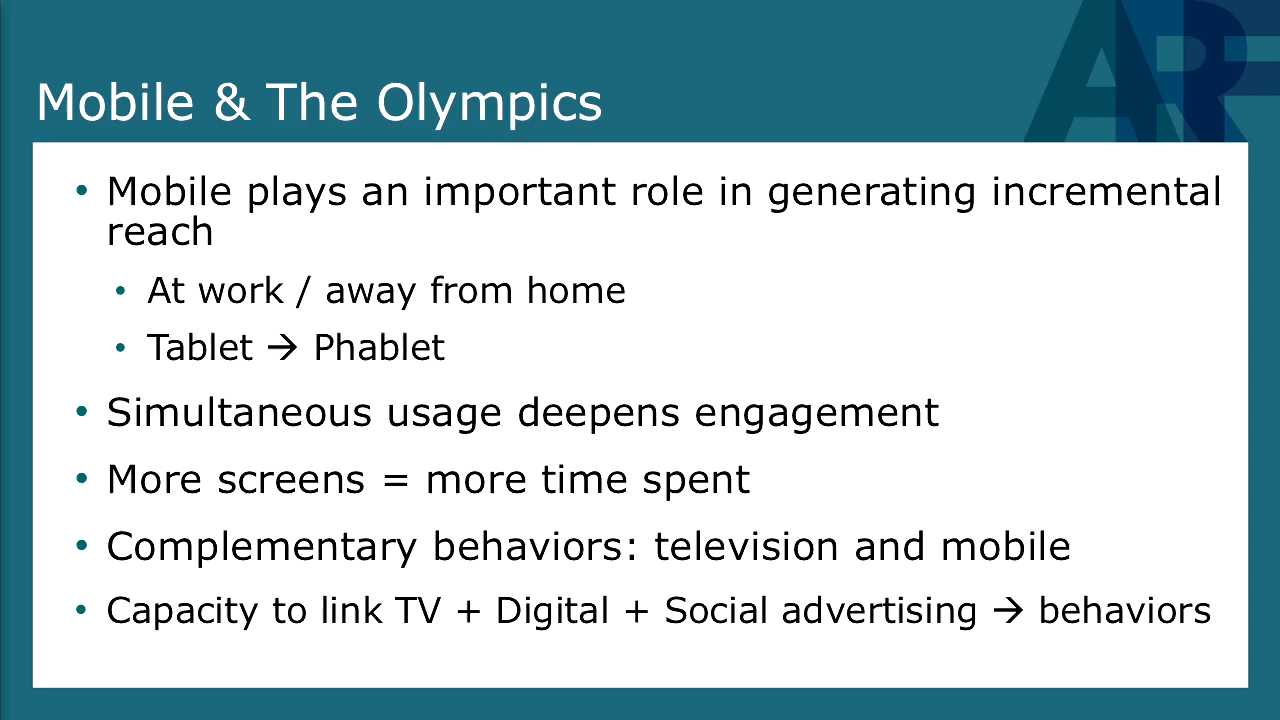 ARF
Mobile & The Olympics
• Mobile plays an important role in generating incremental
reach
• At work / away from home
• Tablet → Phablet
• Simultaneous usage deepens engagement
• More screens = more time spent
• Complementary behaviors: television and mobile
• Capacity to link TV + Digital + Social advertising → behaviors